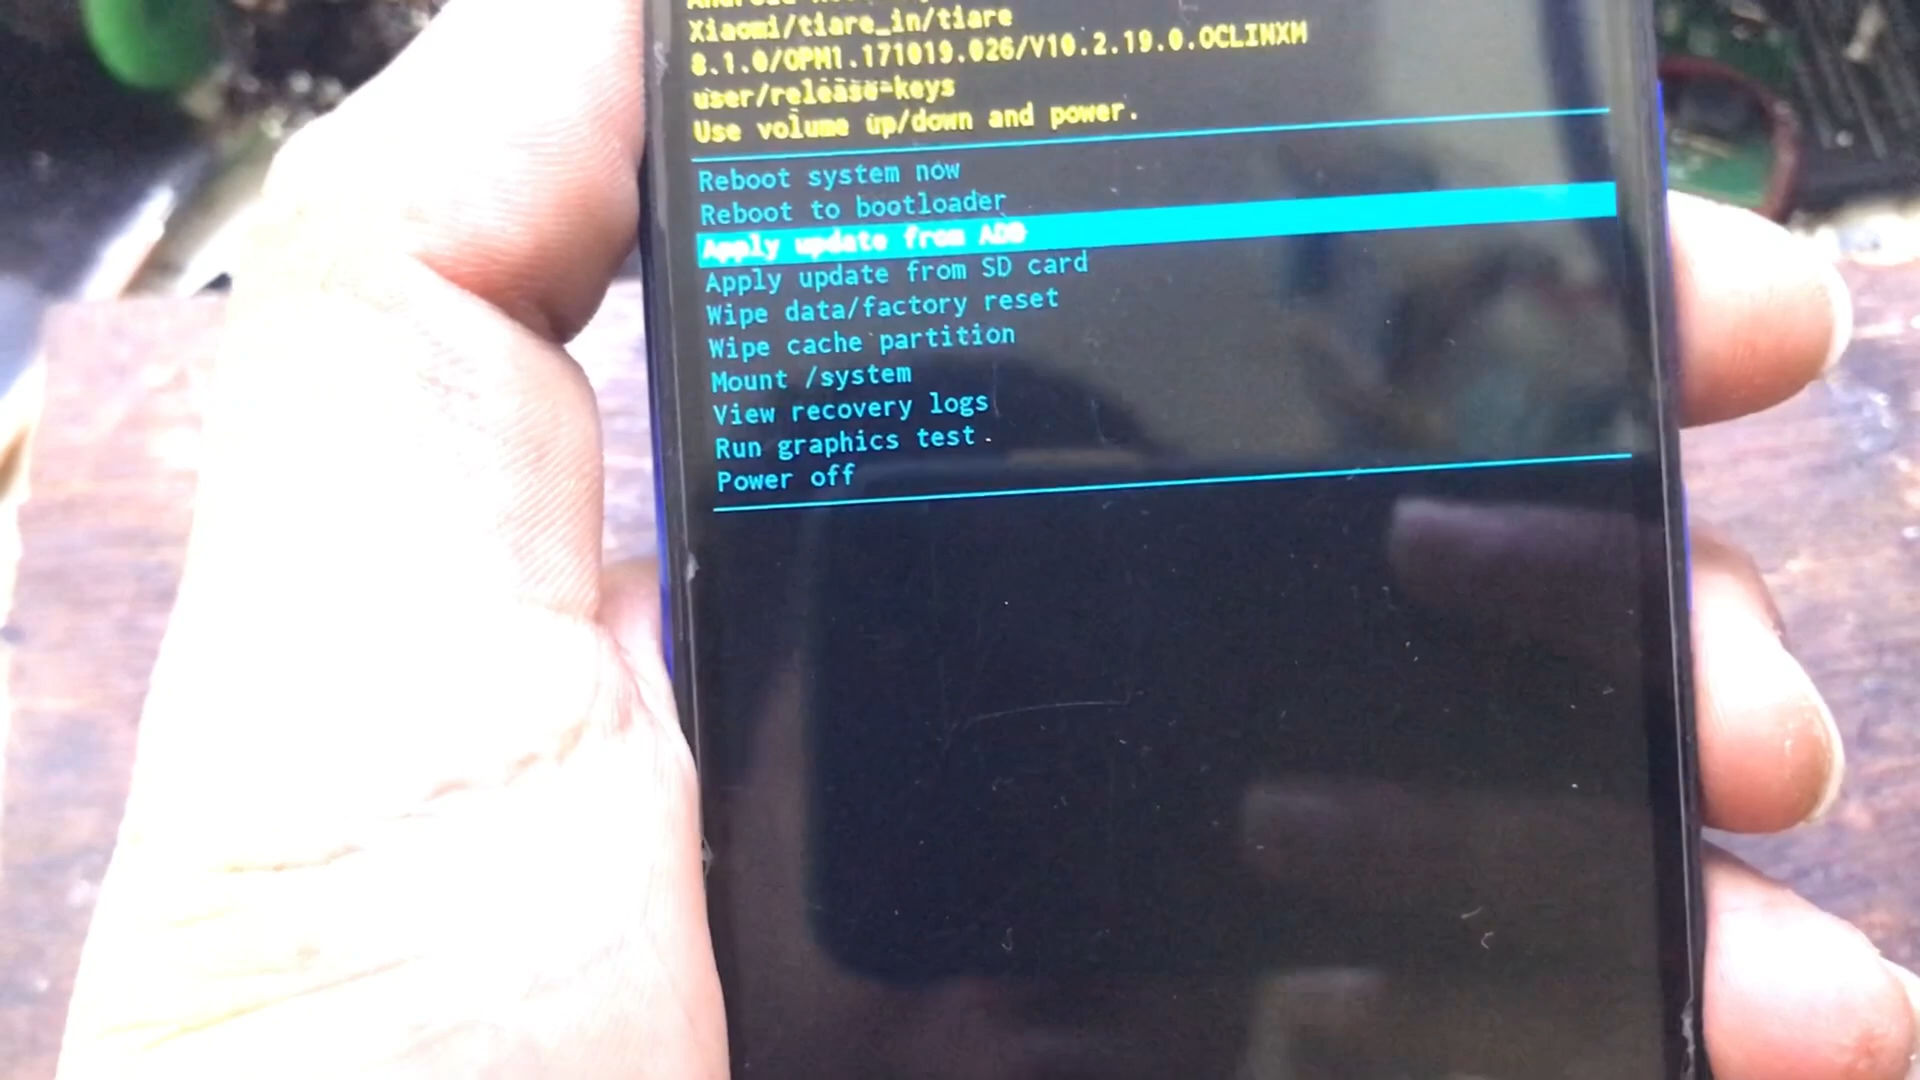 Android Recovery
Xiaomi/tiare_in/tiare
8.1.0/OPM1.171019.026/V10.2.19.0.OCLINXM
user/release-keys
Use volume up/down and power.
Reboot system now
Reboot to bootloader
Apply update from ADB
Apply update from SD card
Wipe data/factory reset
Wipe cache partition
Mount /system
View recovery logs
Run graphics test
Power off